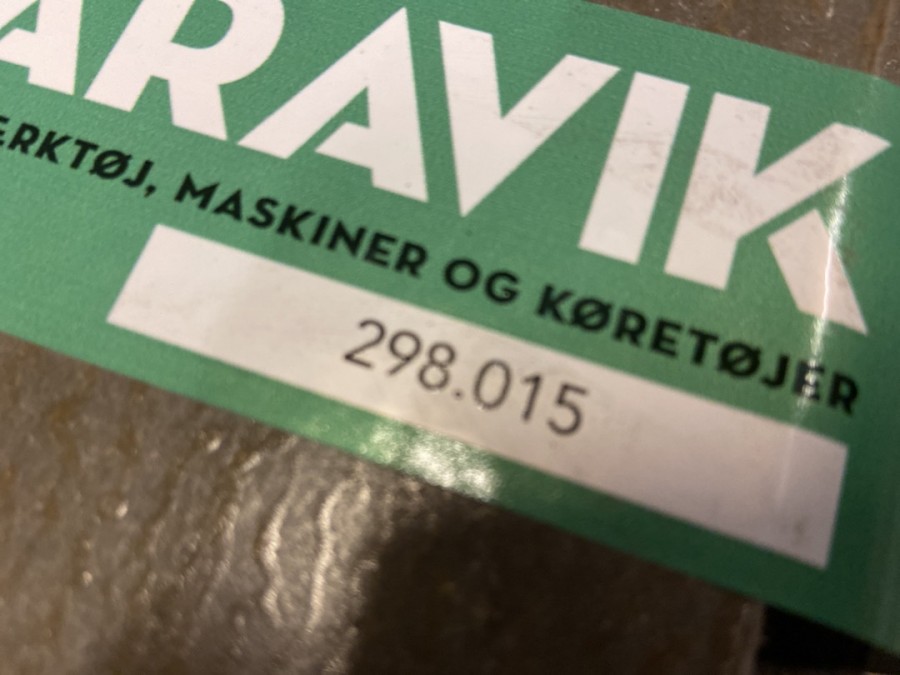 ARAVIK
ERKTØJ, MASKINER OG KØRETØJER
298.015